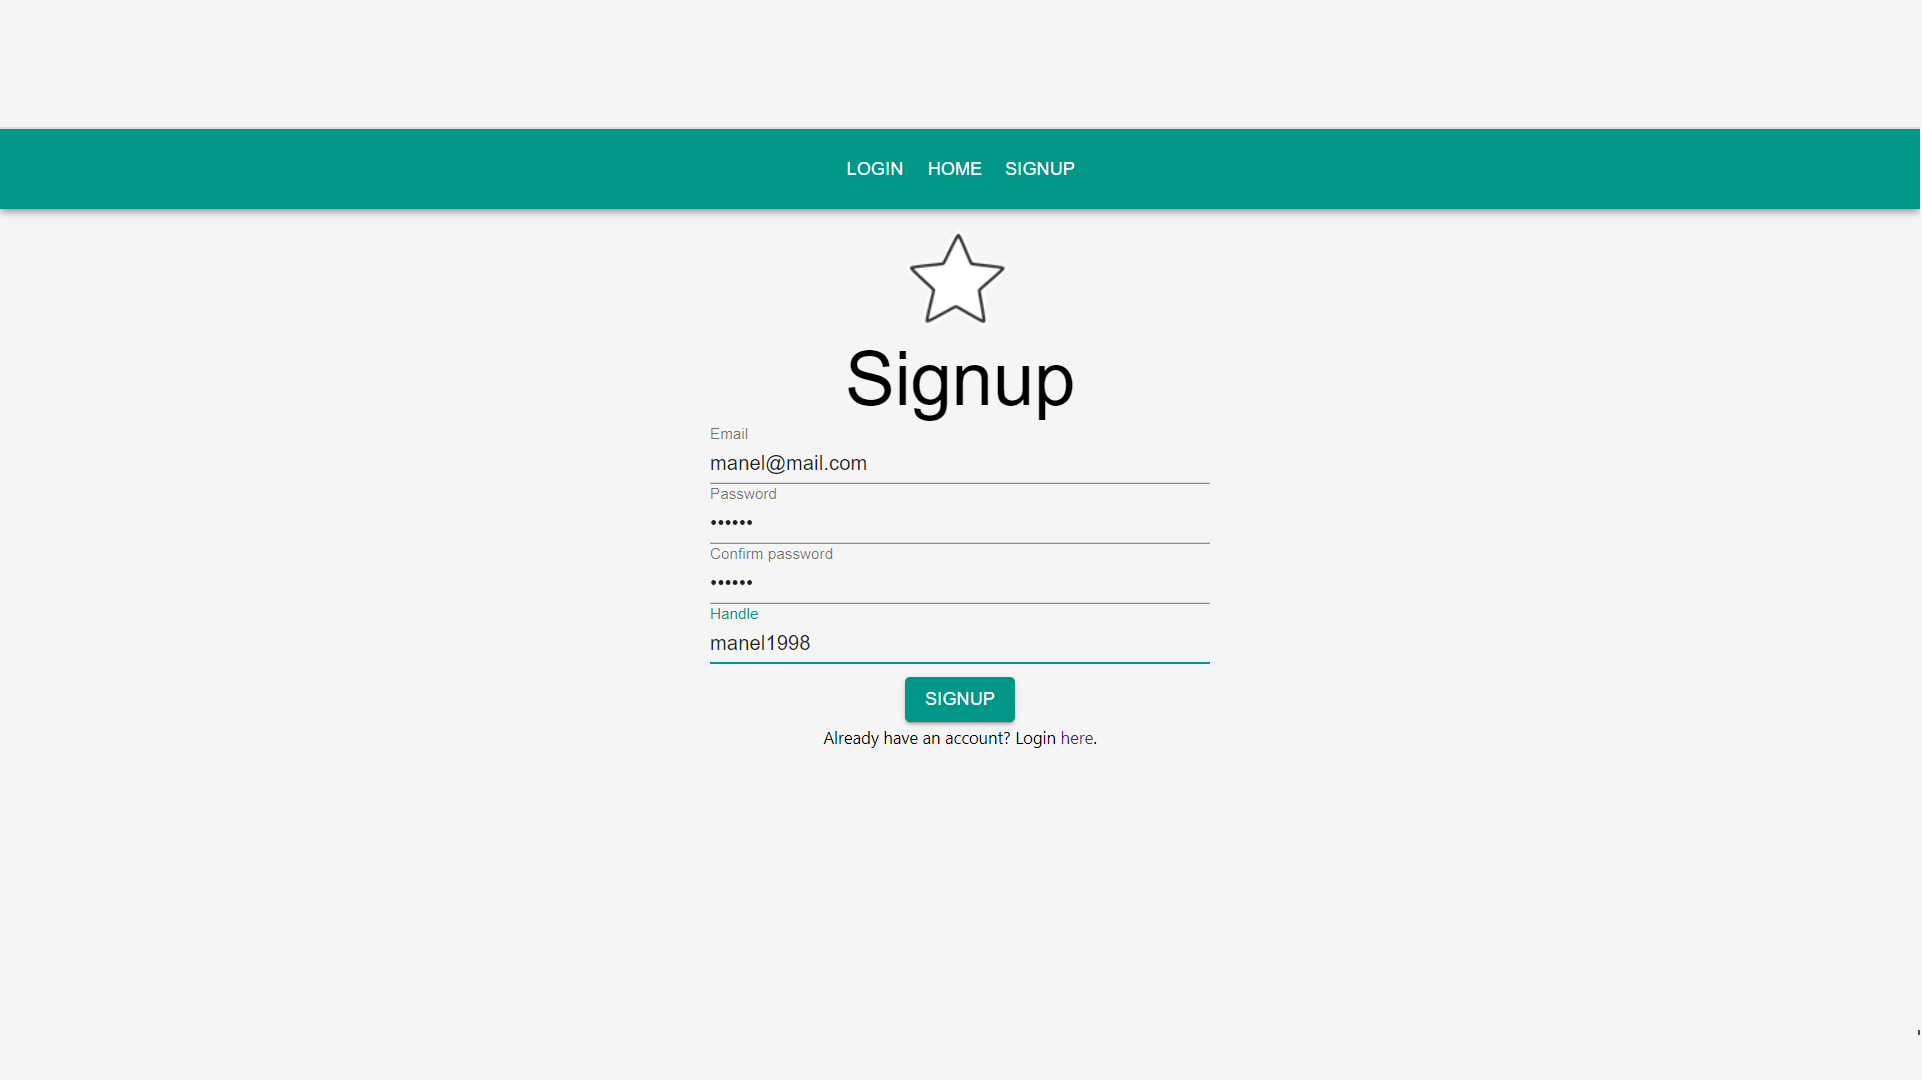 LOGIN HOME SIGNUP
Signup
Email
manel@mail.com
Password
••••••
Confirm password
••••••
Handle
manel1998
SIGNUP
Already have an account? Login here.